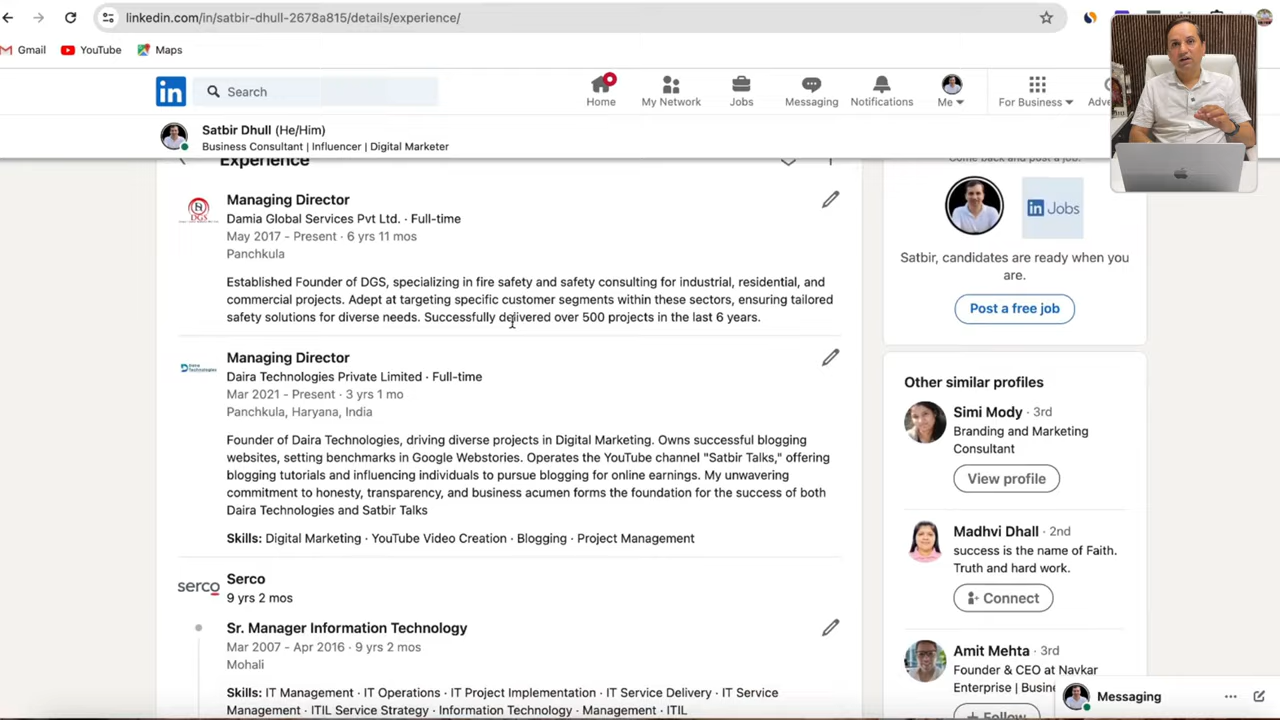 linkedin.com/in/satbir-dhull-2678a815/details/experience/
Gmail
YouTube
Maps
in
Search
Home
My Network
Jobs
Messaging
Notifications
Me
For Business
Satbir Dhull (He/Him)
Business Consultant | Influencer | Digital Marketer
Experience
Managing Director
DGS
Damia Global Services Pvt Ltd. · Full-time
May 2017 - Present · 6 yrs 11 mos
Panchkula
Established Founder of DGS, specializing in fire safety and safety consulting for industrial, residential, and
commercial projects. Adept at targeting specific customer segments within these sectors, ensuring tailored
safety solutions for diverse needs. Successfully delivered over 500 projects in the last 6 years.
Managing Director
Daira Technologies Private Limited · Full-time
Mar 2021 - Present · 3 yrs 1 mo
Panchkula, Haryana, India
Founder of Daira Technologies, driving diverse projects in Digital Marketing. Owns successful blogging
websites, setting benchmarks in Google Webstories. Operates the YouTube channel "Satbir Talks," offering
blogging tutorials and influencing individuals to pursue blogging for online earnings. My unwavering
commitment to honesty, transparency, and business acumen forms the foundation for the success of both
Daira Technologies and Satbir Talks
Skills: Digital Marketing · YouTube Video Creation · Blogging · Project Management
serco
Serco
9 yrs 2 mos
Sr. Manager Information Technology
Mar 2007 - Apr 2016 · 9 yrs 2 mos
Mohali
Skills: IT Management · IT Operations · IT Project Implementation · IT Service Delivery · IT Service
Management · ITIL Service Strategy · Information Technology · Management · ITIL
Come back and post a job.
in Jobs
Satbir, candidates are ready when you
are.
Post a free job
Other similar profiles
Simi Mody · 3rd
Branding and Marketing
Consultant
View profile
Madhvi Dhall · 2nd
success is the name of Faith.
Truth and hard work.
Connect
Amit Mehta · 3rd
Founder & CEO at Navkar
Enterprise | Busine
Follow
Messaging